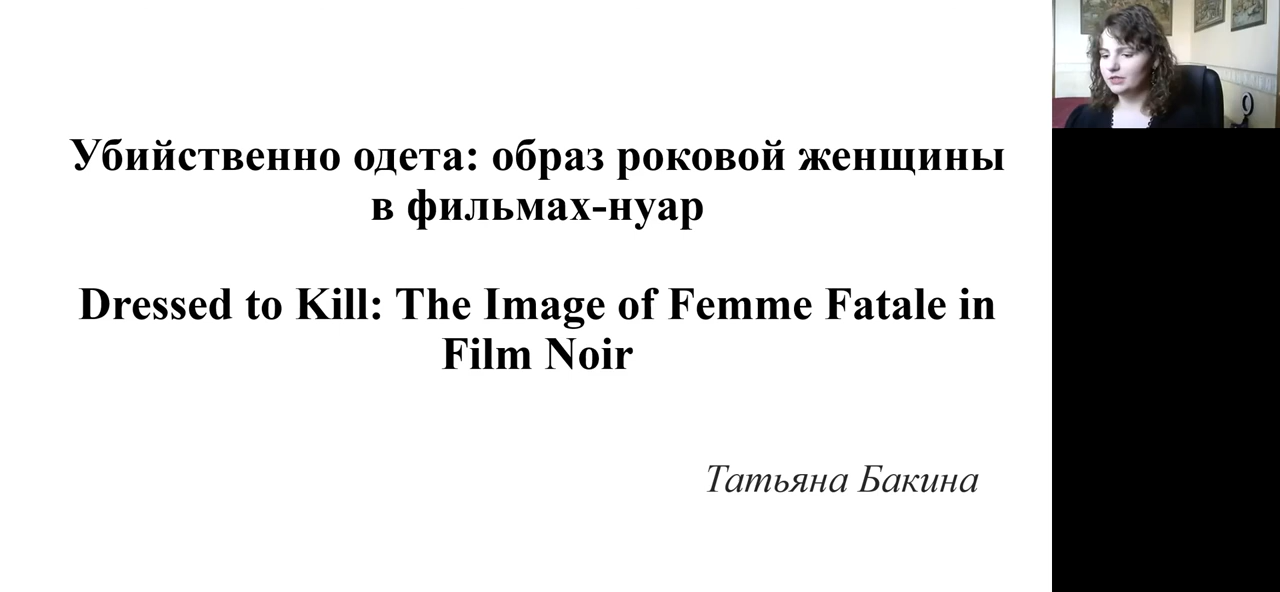 Убийственно одета: образ роковой женщины
в фильмах-нуар
Dressed to Kill: The Image of Femme Fatale in
Film Noir
Татьяна Бакина